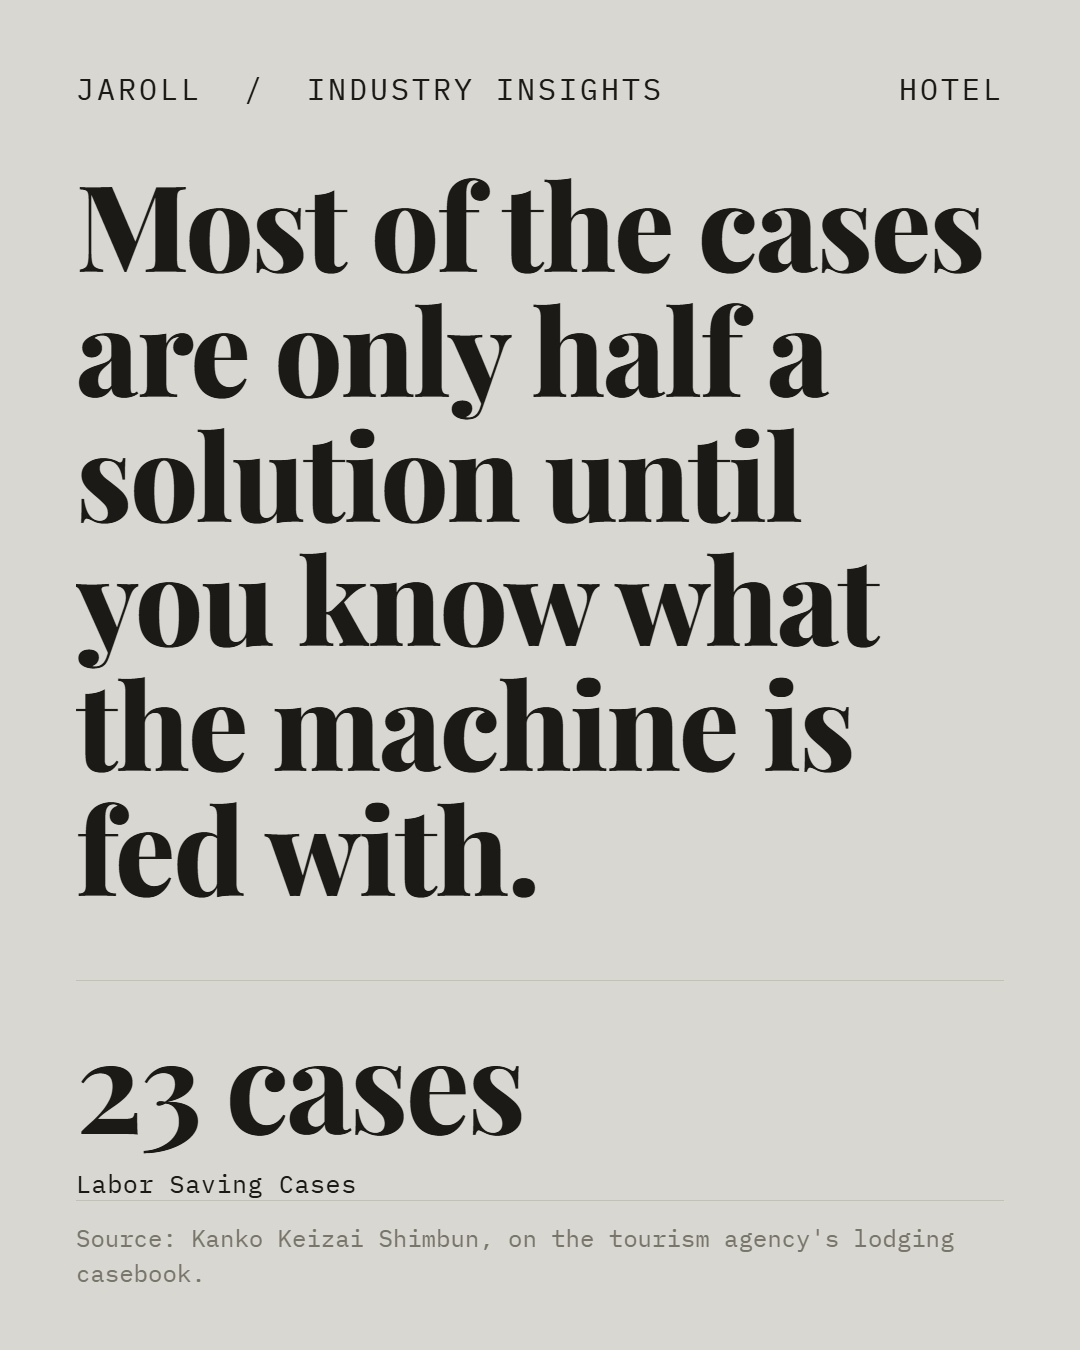 JAROLL / INDUSTRY INSIGHTS HOTEL
Most of the cases
are only half a
solution until
you know what
the machine is
fed with.
23 cases
Labor Saving Cases
Source: Kanko Keizai Shimbun, on the tourism agency's lodging
casebook.